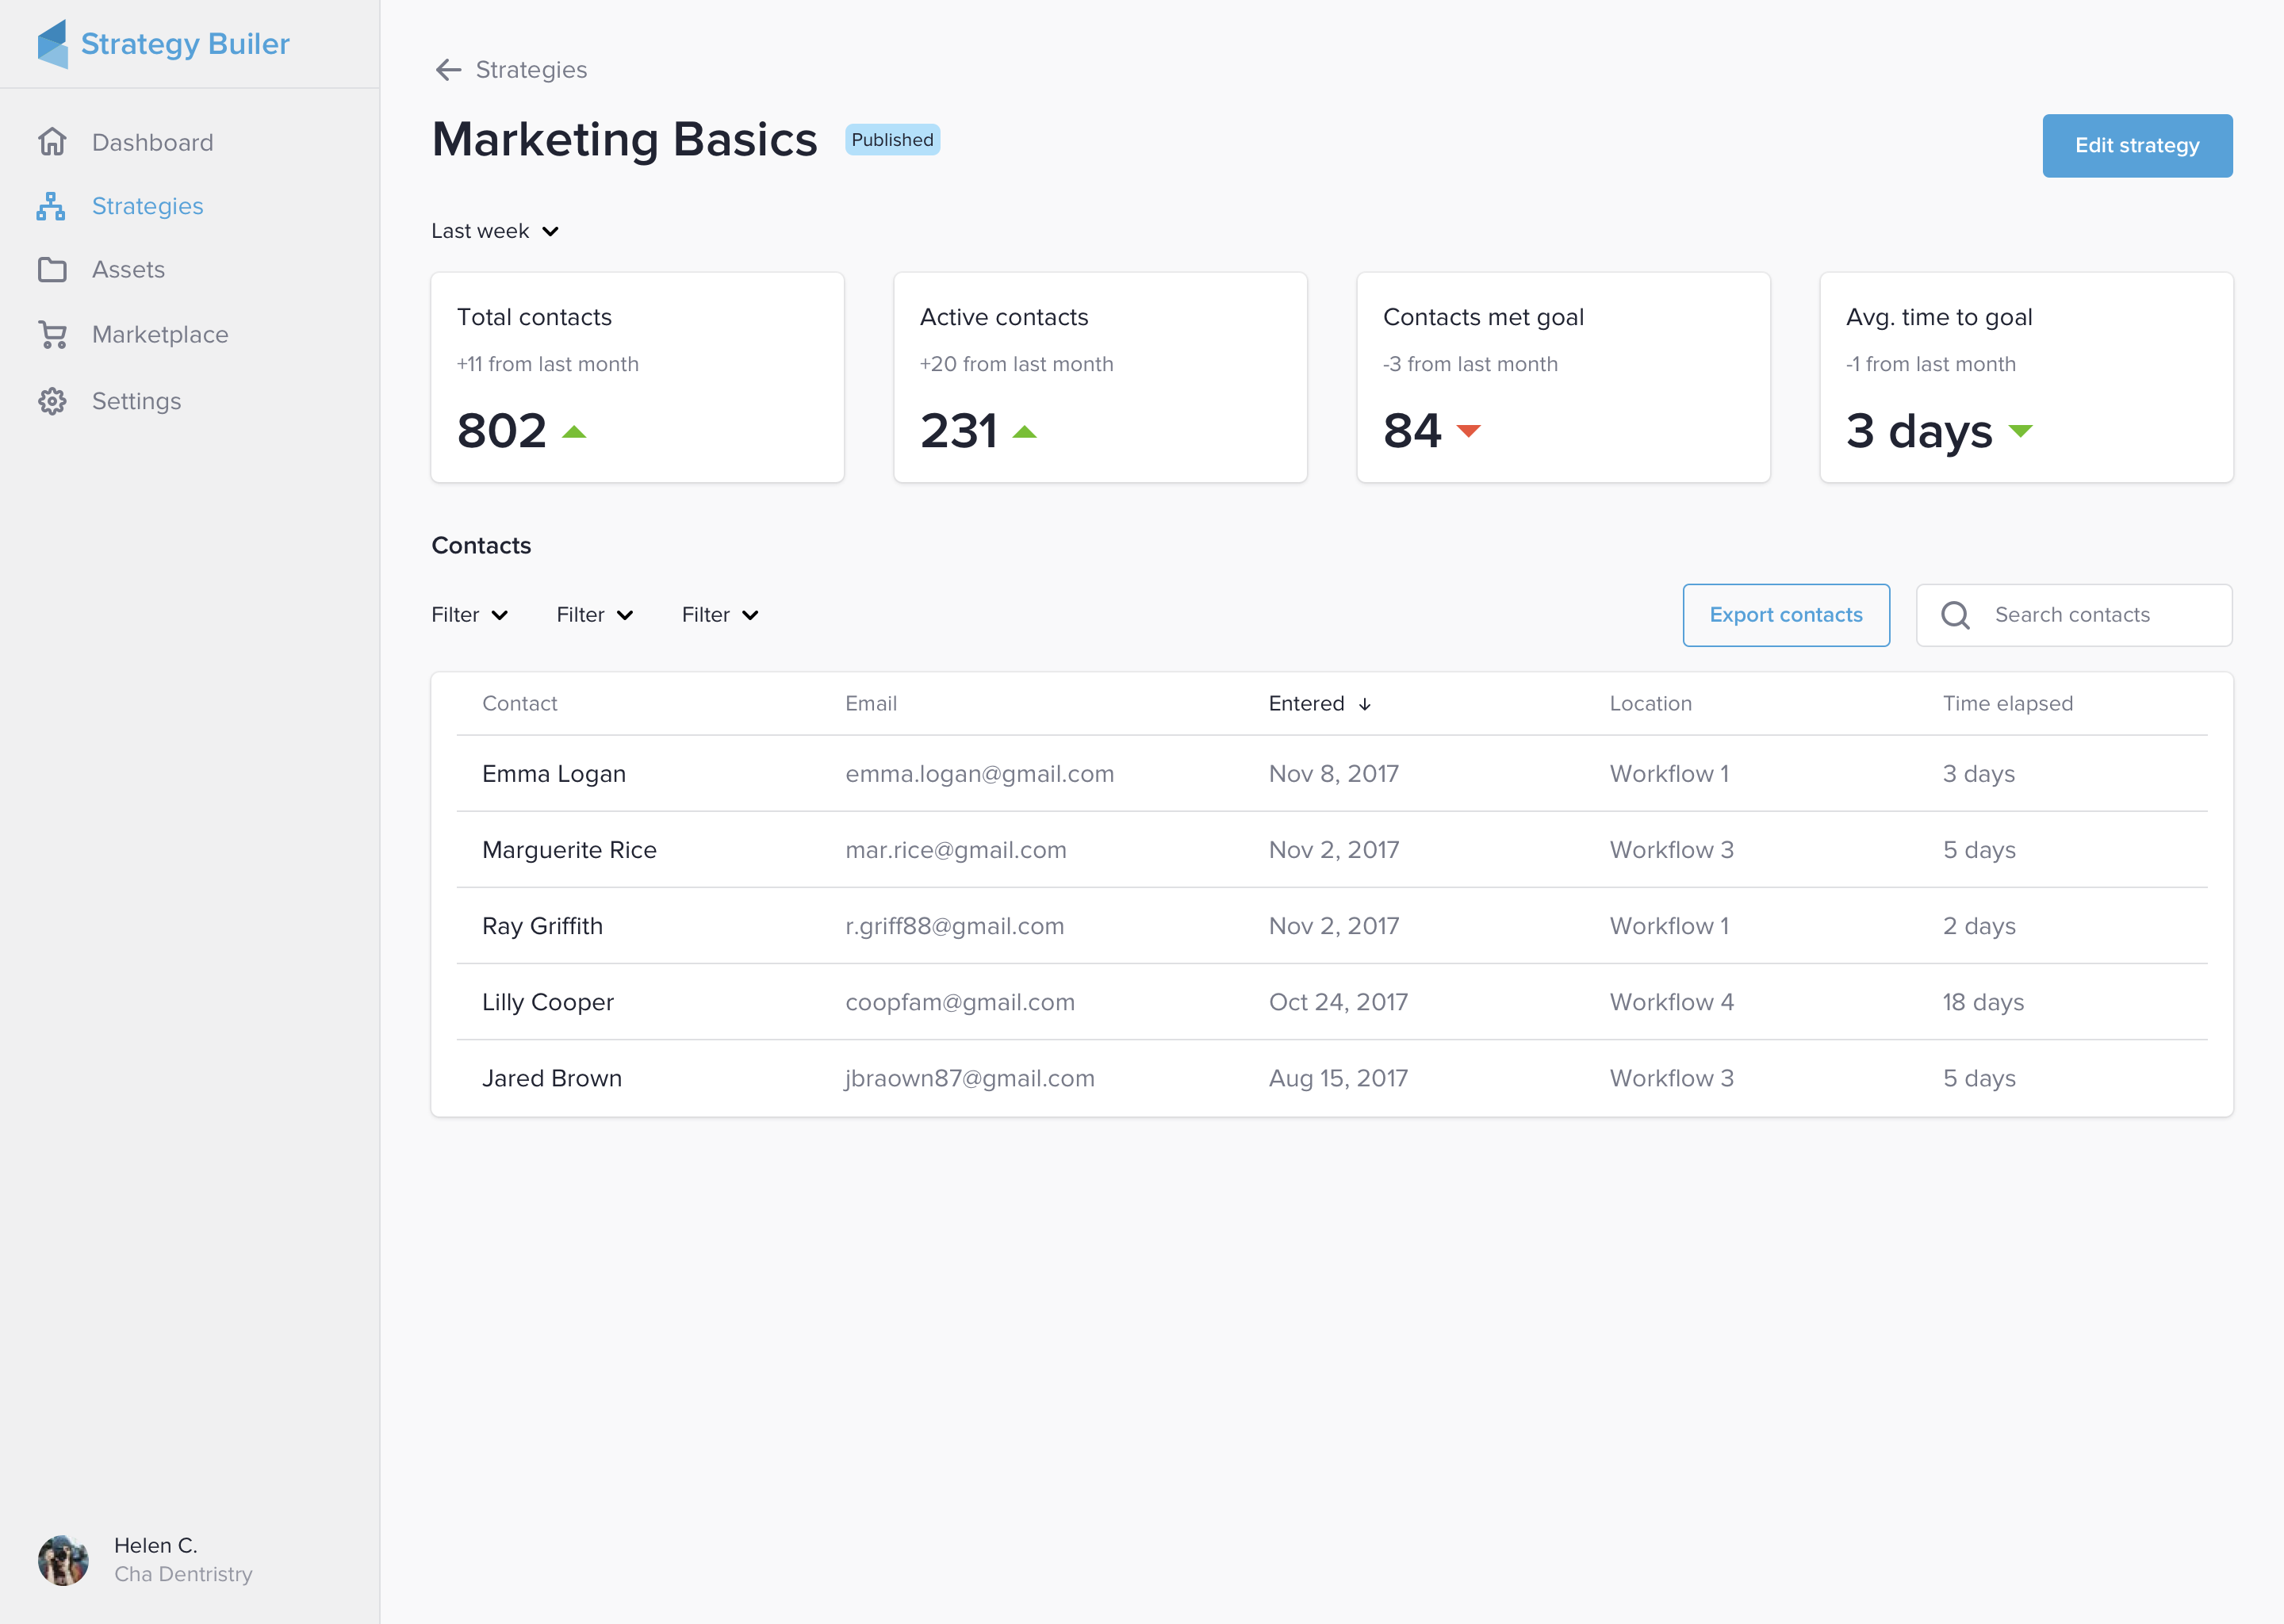 Strategy Builer
Dashboard
Strategies
Assets
Marketplace
Settings
Helen C.
Cha Dentristry
Strategies
Marketing Basics
Published
Edit strategy
Last week
Total contacts
+11 from last month
802
Active contacts
+20 from last month
231
Contacts met goal
-3 from last month
84
Avg. time to goal
-1 from last month
3 days
Contacts
Filter Filter Filter
Export contacts
Search contacts
Contact Email Entered Location Time elapsed
Emma Logan emma.logan@gmail.com Nov 8, 2017 Workflow 1 3 days
Marguerite Rice mar.rice@gmail.com Nov 2, 2017 Workflow 3 5 days
Ray Griffith r.griff88@gmail.com Nov 2, 2017 Workflow 1 2 days
Lilly Cooper coopfam@gmail.com Oct 24, 2017 Workflow 4 18 days
Jared Brown jbraown87@gmail.com Aug 15, 2017 Workflow 3 5 days